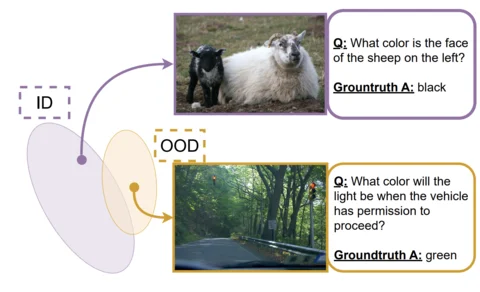 Q: What color is the face
of the sheep on the left?
Grountruth A: black
ID
OOD
Q: What color will the
light be when the vehicle
has permission to
proceed?
Groundtruth A: green